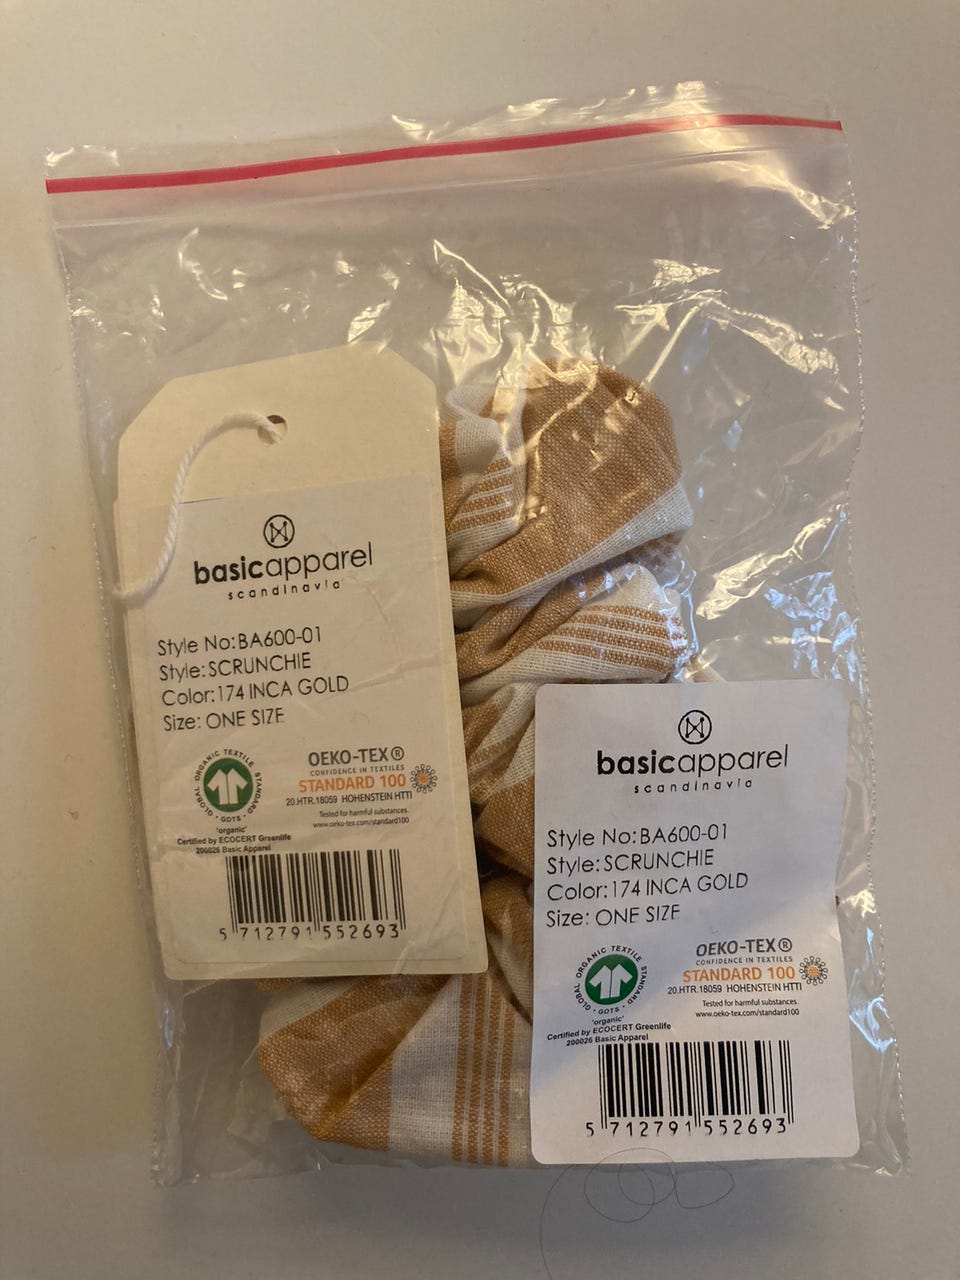 basicapparel
scandinavia
Style No:BA600-01
Style:SCRUNCHIE
Color:174 INCA GOLD
Size: ONE SIZE
GLOBAL ORGANIC TEXTILE STANDARD
· GOTS ·
'organic'
Certified by ECOCERT Greenlife
200026 Basic Apparel
OEKO-TEX®
CONFIDENCE IN TEXTILES
STANDARD 100
20.HTR.18059 HOHENSTEIN HTTI
Tested for harmful substances.
www.oeko-tex.com/standard100
5 712791 552693
basicapparel
scandinavia
Style No:BA600-01
Style:SCRUNCHIE
Color:174 INCA GOLD
Size: ONE SIZE
GLOBAL ORGANIC TEXTILE STANDARD
· GOTS ·
'organic'
Certified by ECOCERT Greenlife
200026 Basic Apparel
OEKO-TEX®
CONFIDENCE IN TEXTILES
STANDARD 100
20.HTR.18059 HOHENSTEIN HTTI
Tested for harmful substances.
www.oeko-tex.com/standard100
5 712791 552693